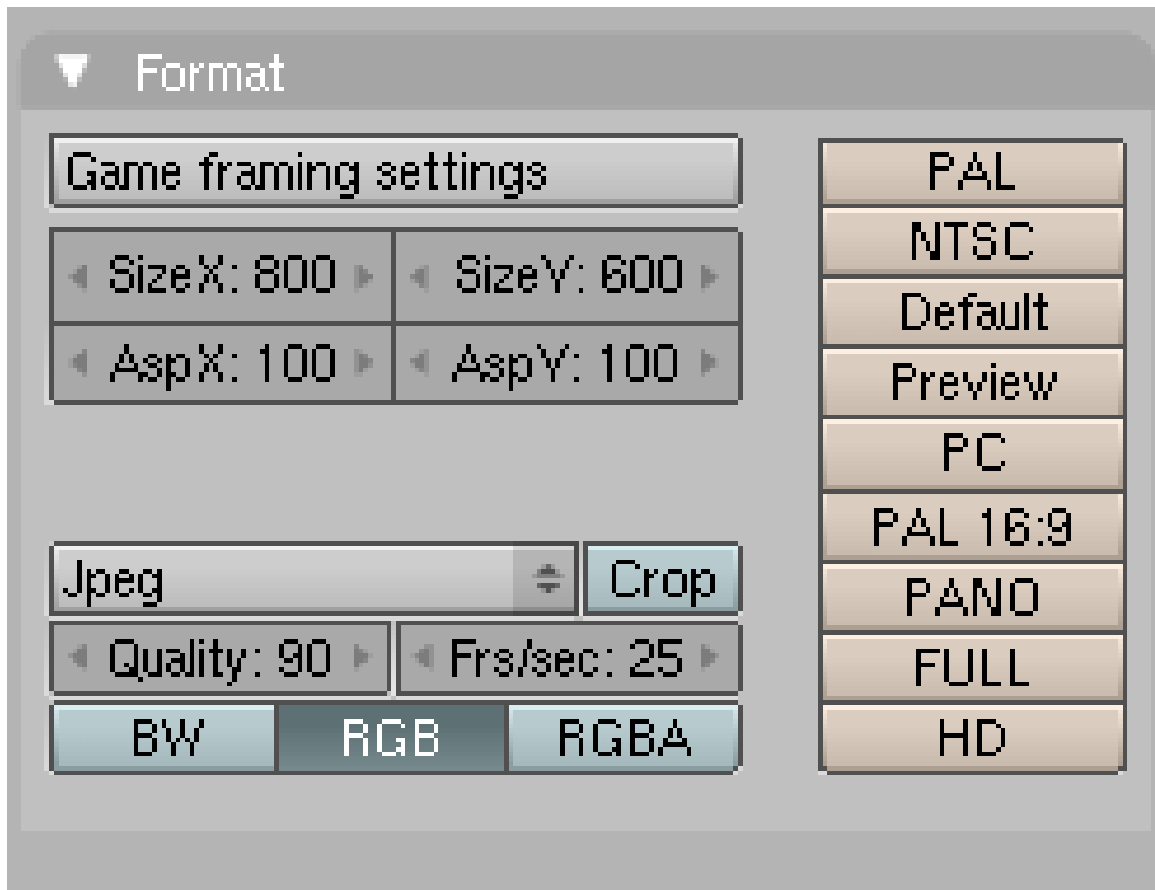 Format
Game framing settings
SizeX: 800
SizeY: 600
AspX: 100
AspY: 100
Jpeg
Crop
Quality: 90
Frs/sec: 25
BW
RGB
RGBA
PAL
NTSC
Default
Preview
PC
PAL 16:9
PANO
FULL
HD